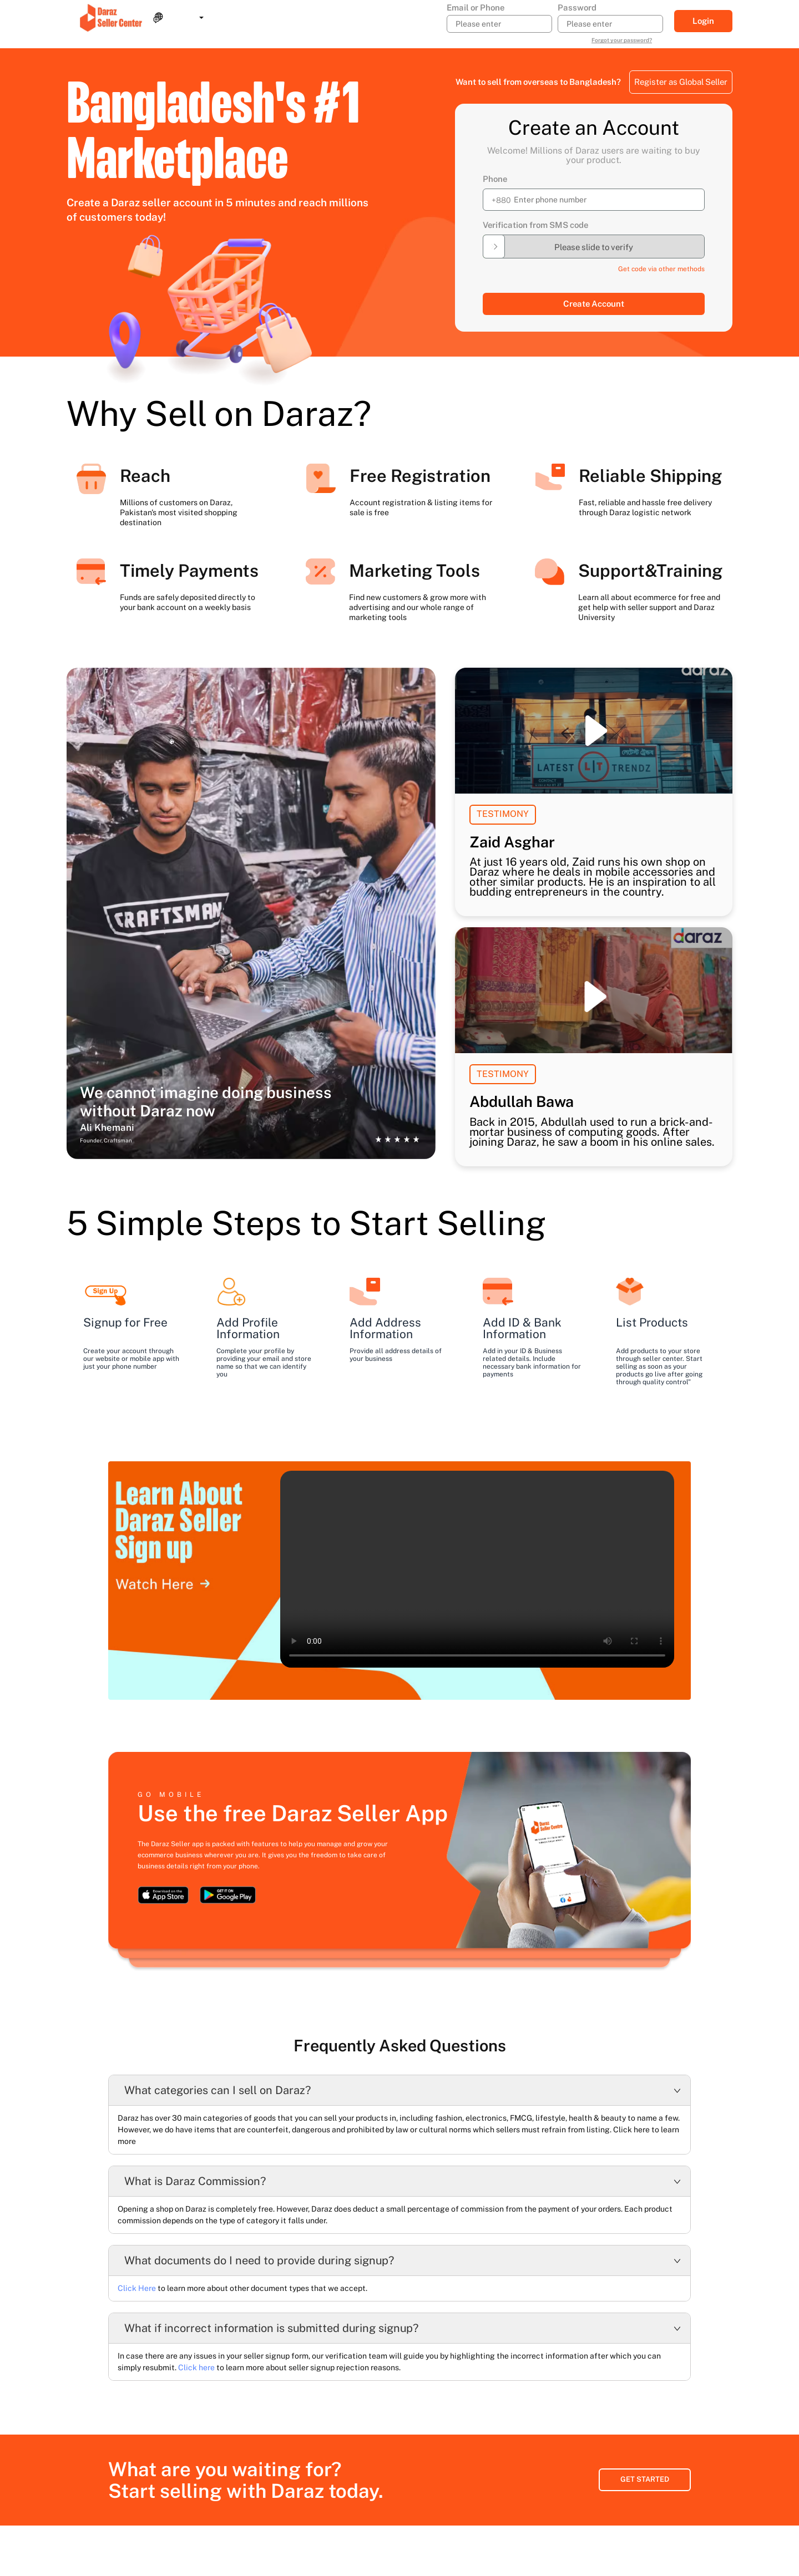 Daraz
Seller Center
Email or Phone
Password
Please enter
Please enter
Login
Forgot your password?
Bangladesh's #1
Marketplace
Create a Daraz seller account in 5 minutes and reach millions
of customers today!
Want to sell from overseas to Bangladesh?
Register as Global Seller
Create an Account
Welcome! Millions of Daraz users are waiting to buy
your product.
Phone
+880 Enter phone number
Verification from SMS code
Please slide to verify
Get code via other methods
Create Account
Why Sell on Daraz?
Reach
Millions of customers on Daraz,
Pakistan's most visited shopping
destination
Free Registration
Account registration & listing items for
sale is free
Reliable Shipping
Fast, reliable and hassle free delivery
through Daraz logistic network
Timely Payments
Funds are safely deposited directly to
your bank account on a weekly basis
Marketing Tools
Find new customers & grow more with
advertising and our whole range of
marketing tools
Support&Training
Learn all about ecommerce for free and
get help with seller support and Daraz
University
CRAFTSMAN
We cannot imagine doing business
without Daraz now
Ali Khemani
Founder, Craftsman
daraz
LATEST LT TRENDZ
TESTIMONY
Zaid Asghar
At just 16 years old, Zaid runs his own shop on
Daraz where he deals in mobile accessories and
other similar products. He is an inspiration to all
budding entrepreneurs in the country.
daraz
TESTIMONY
Abdullah Bawa
Back in 2015, Abdullah used to run a brick-and-
mortar business of computing goods. After
joining Daraz, he saw a boom in his online sales.
5 Simple Steps to Start Selling
Sign Up
Signup for Free
Create your account through
our website or mobile app with
just your phone number
Add Profile
Information
Complete your profile by
providing your email and store
name so that we can identify
you
Add Address
Information
Provide all address details of
your business
Add ID & Bank
Information
Add in your ID & Business
related details. Include
necessary bank information for
payments
List Products
Add products to your store
through seller center. Start
selling as soon as your
products go live after going
through quality control"
Learn About
Daraz Seller
Sign up
Watch Here
0:00
GO MOBILE
Use the free Daraz Seller App
The Daraz Seller app is packed with features to help you manage and grow your
ecommerce business wherever you are. It gives you the freedom to take care of
business details right from your phone.
Download on the
App Store
GET IT ON
Google Play
Daraz
Seller Center
Frequently Asked Questions
What categories can I sell on Daraz?
Daraz has over 30 main categories of goods that you can sell your products in, including fashion, electronics, FMCG, lifestyle, health & beauty to name a few.
However, we do have items that are counterfeit, dangerous and prohibited by law or cultural norms which sellers must refrain from listing. Click here to learn
more
What is Daraz Commission?
Opening a shop on Daraz is completely free. However, Daraz does deduct a small percentage of commission from the payment of your orders. Each product
commission depends on the type of category it falls under.
What documents do I need to provide during signup?
Click Here to learn more about other document types that we accept.
What if incorrect information is submitted during signup?
In case there are any issues in your seller signup form, our verification team will guide you by highlighting the incorrect information after which you can
simply resubmit. Click here to learn more about seller signup rejection reasons.
What are you waiting for?
Start selling with Daraz today.
GET STARTED